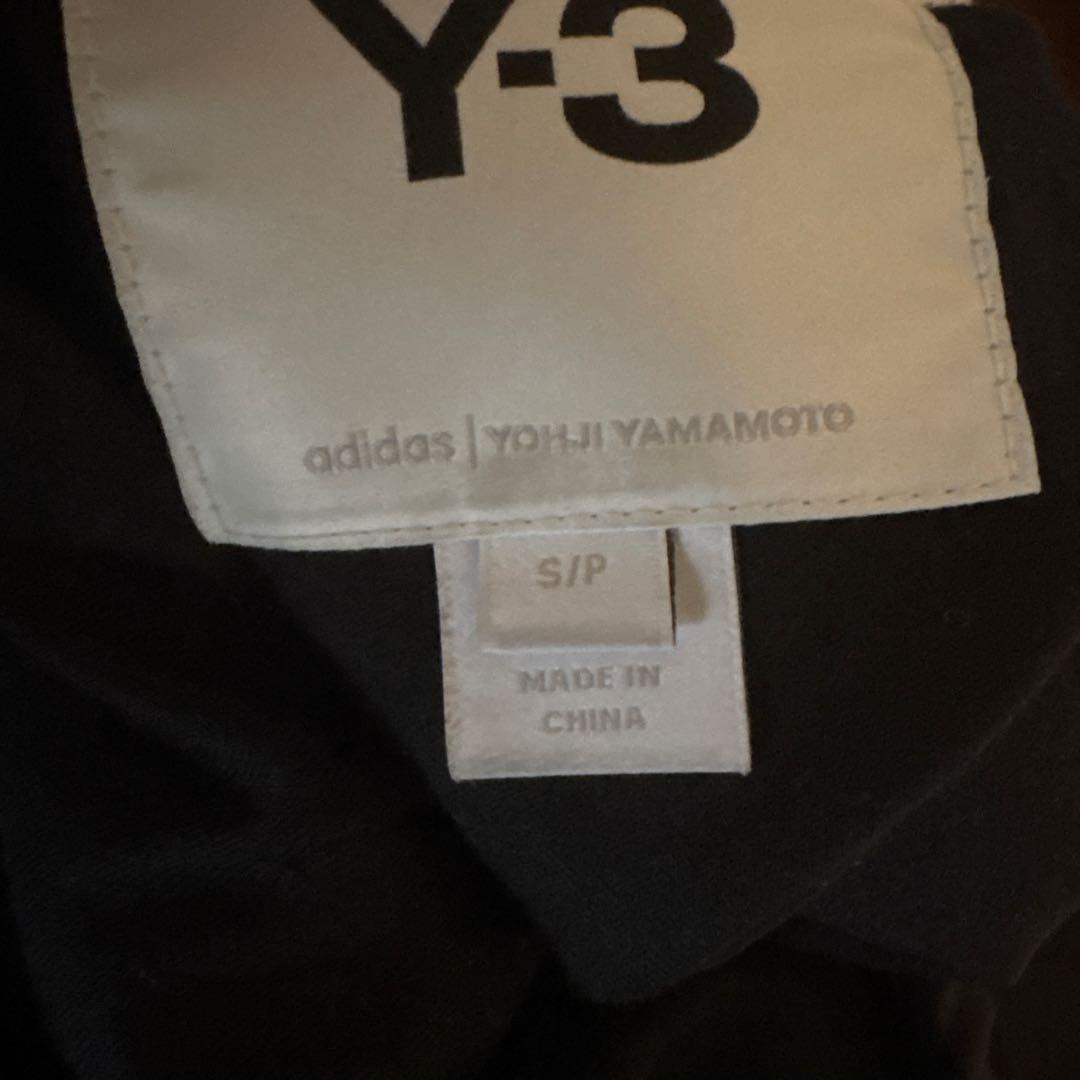 Y-3
adidas | YOHJI YAMAMOTO
S/P
MADE IN
CHINA